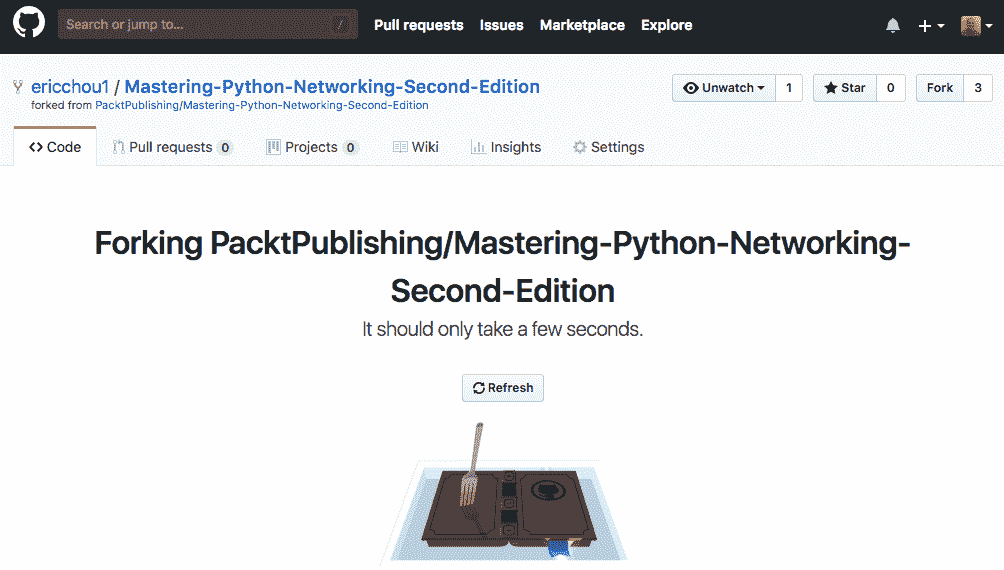 Search or jump to... /
Pull requests Issues Marketplace Explore
ericchou1 / Mastering-Python-Networking-Second-Edition
forked from PacktPublishing/Mastering-Python-Networking-Second-Edition
Unwatch 1 Star 0 Fork 3
Code Pull requests 0 Projects 0 Wiki Insights Settings
Forking PacktPublishing/Mastering-Python-Networking-
Second-Edition
It should only take a few seconds.
Refresh